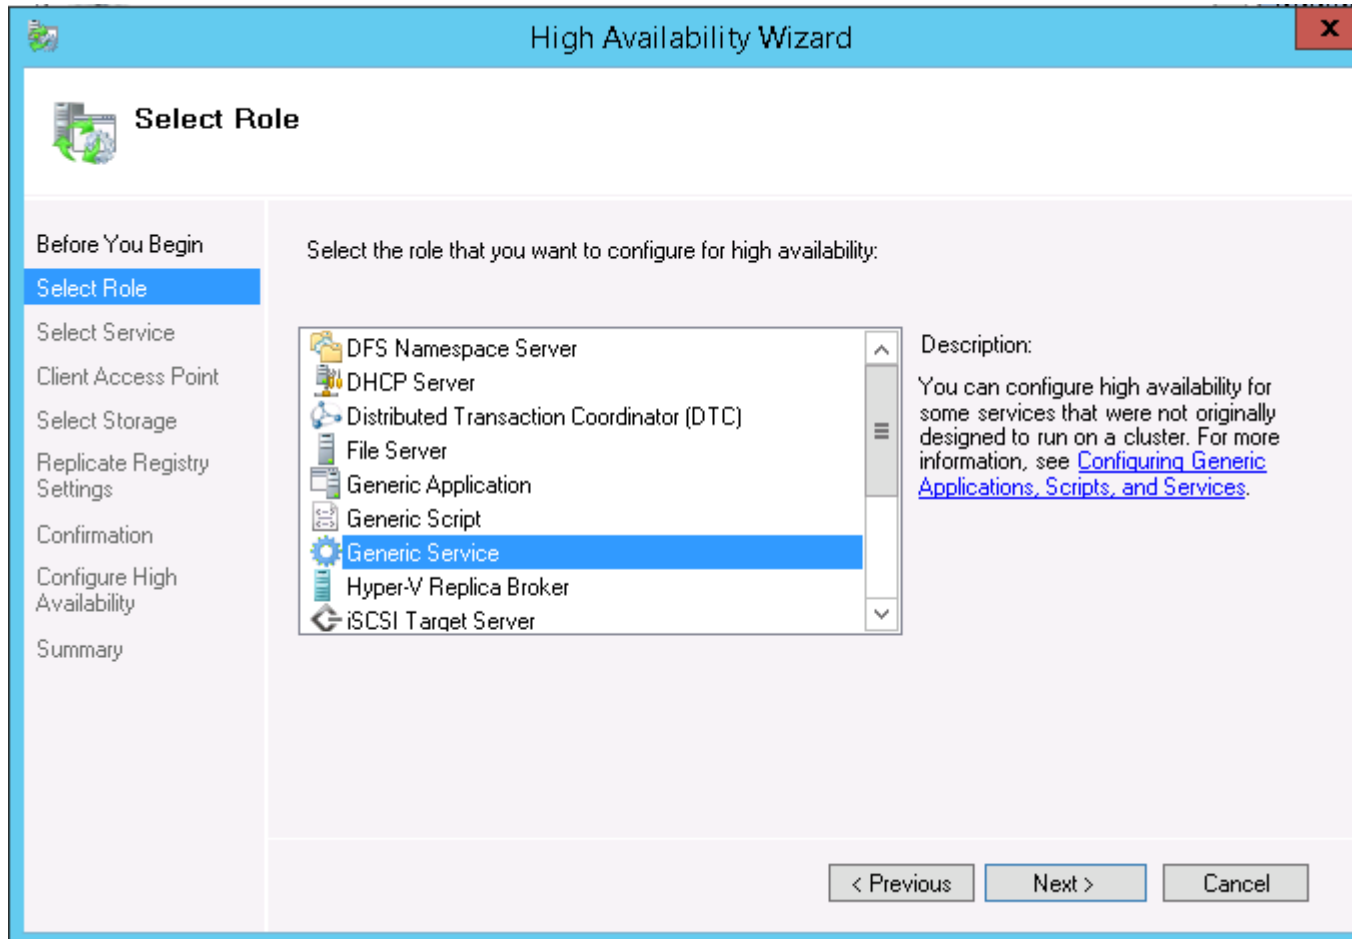 High Availability Wizard
X
Select Role
Before You Begin
Select Role
Select Service
Client Access Point
Select Storage
Replicate Registry
Settings
Confirmation
Configure High
Availability
Summary
Select the role that you want to configure for high availability:
DFS Namespace Server
DHCP Server
Distributed Transaction Coordinator (DTC)
File Server
Generic Application
Generic Script
Generic Service
Hyper-V Replica Broker
iSCSI Target Server
Description:
You can configure high availability for
some services that were not originally
designed to run on a cluster. For more
information, see Configuring Generic
Applications, Scripts, and Services.
< Previous
Next >
Cancel